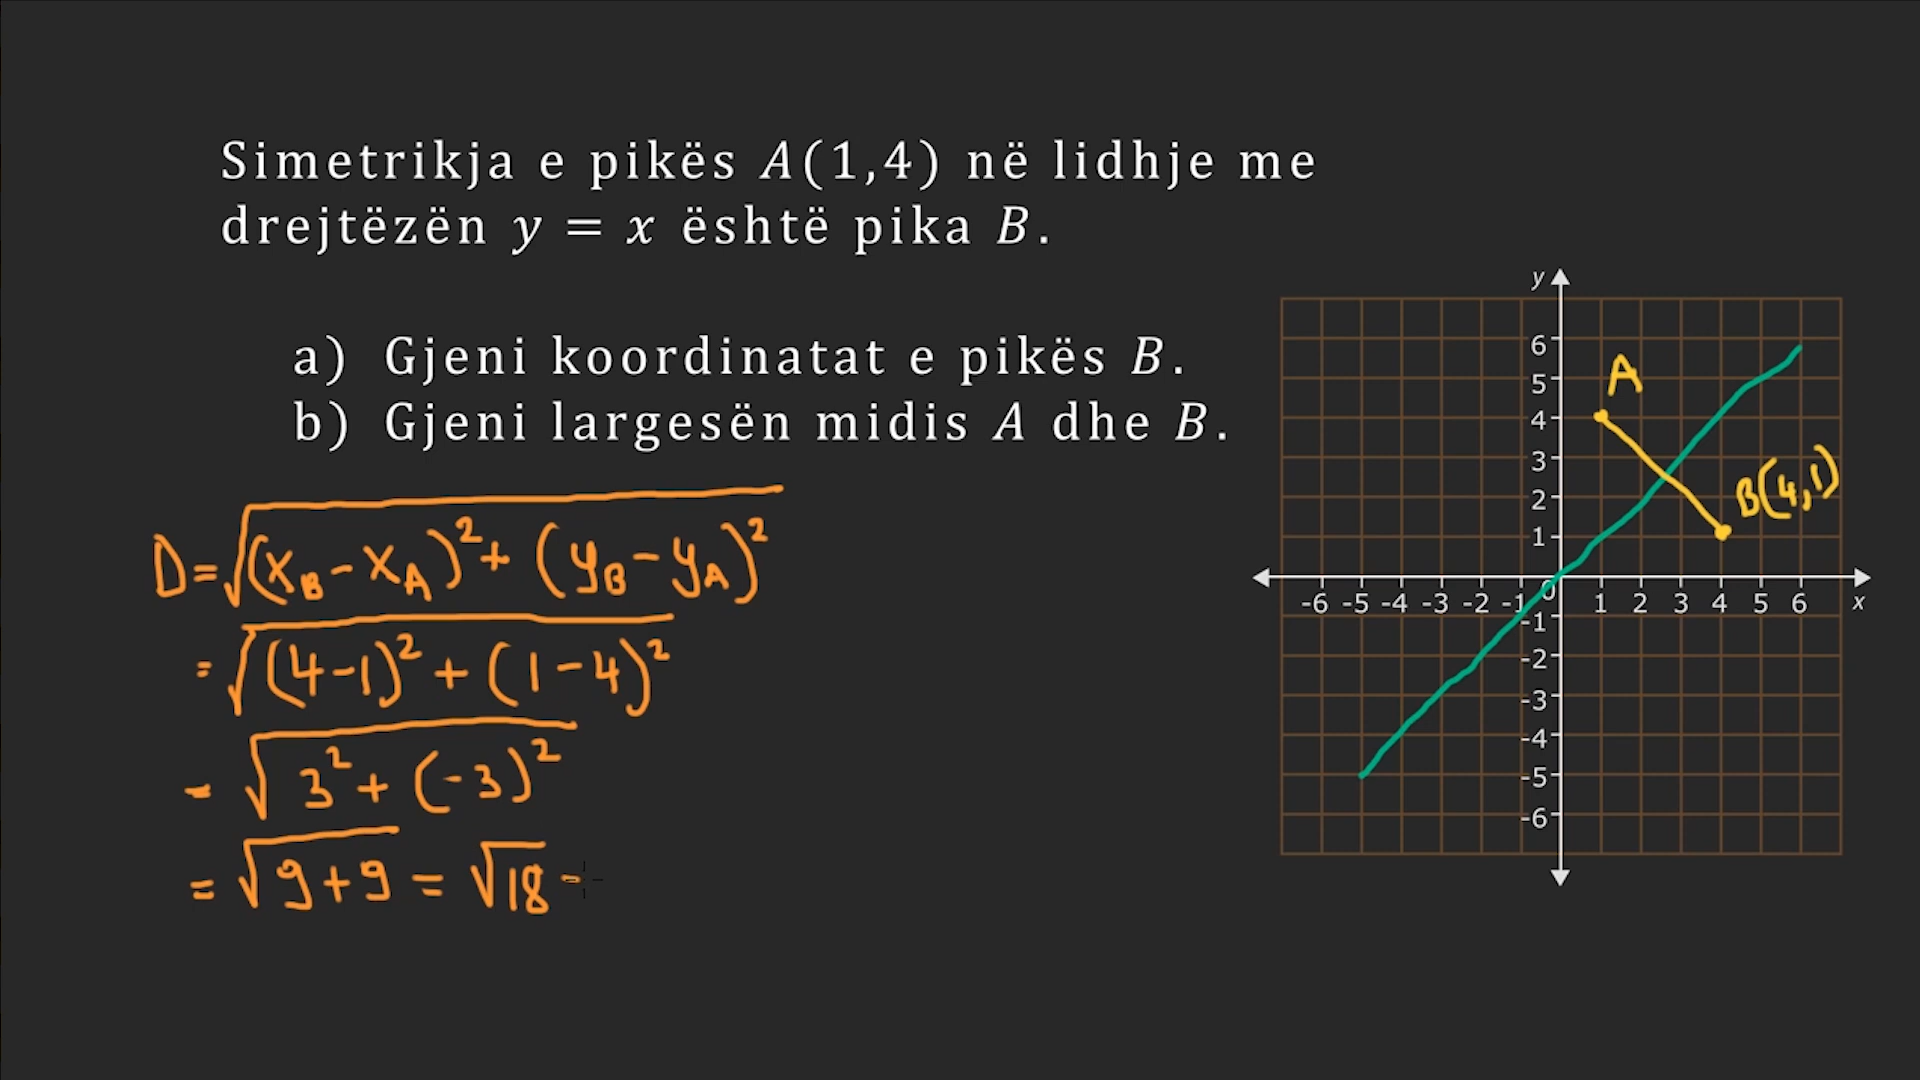 Simetrikja e pikës A(1,4) në lidhje me
drejtëzën y = x është pika B.
a) Gjeni koordinatat e pikës B.
b) Gjeni largesën midis A dhe B.
D=√(x_B-x_A)²+(y_B-y_A)²
=√(4-1)²+(1-4)²
=√3²+(-3)²
=√9+9=√18-
y
6
5
4
3
2
1
-6 -5 -4 -3 -2 -1 0 1 2 3 4 5 6 x
-1
-2
-3
-4
-5
-6
A
B(4,1)